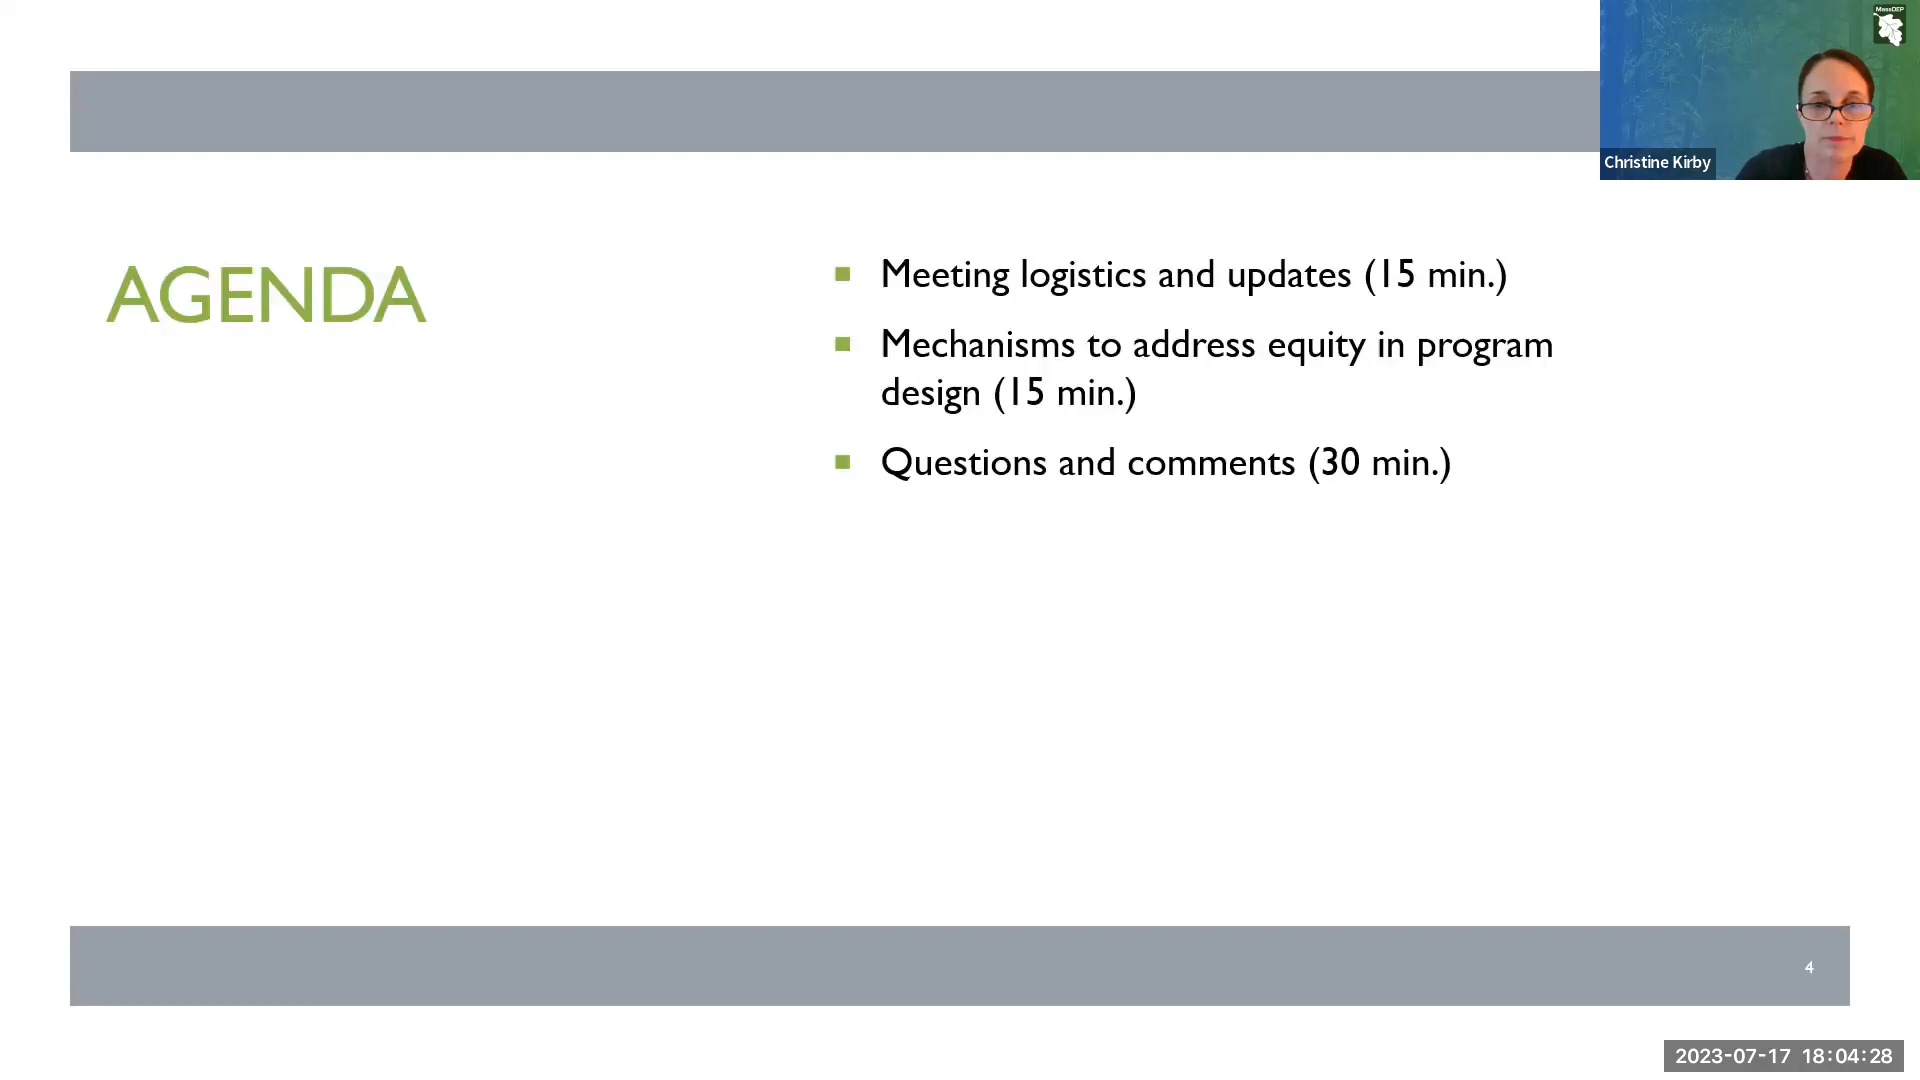 MassDEP
Christine Kirby
AGENDA
Meeting logistics and updates (15 min.)
Mechanisms to address equity in program
design (15 min.)
Questions and comments (30 min.)
4
2023-07-17 18:04:28